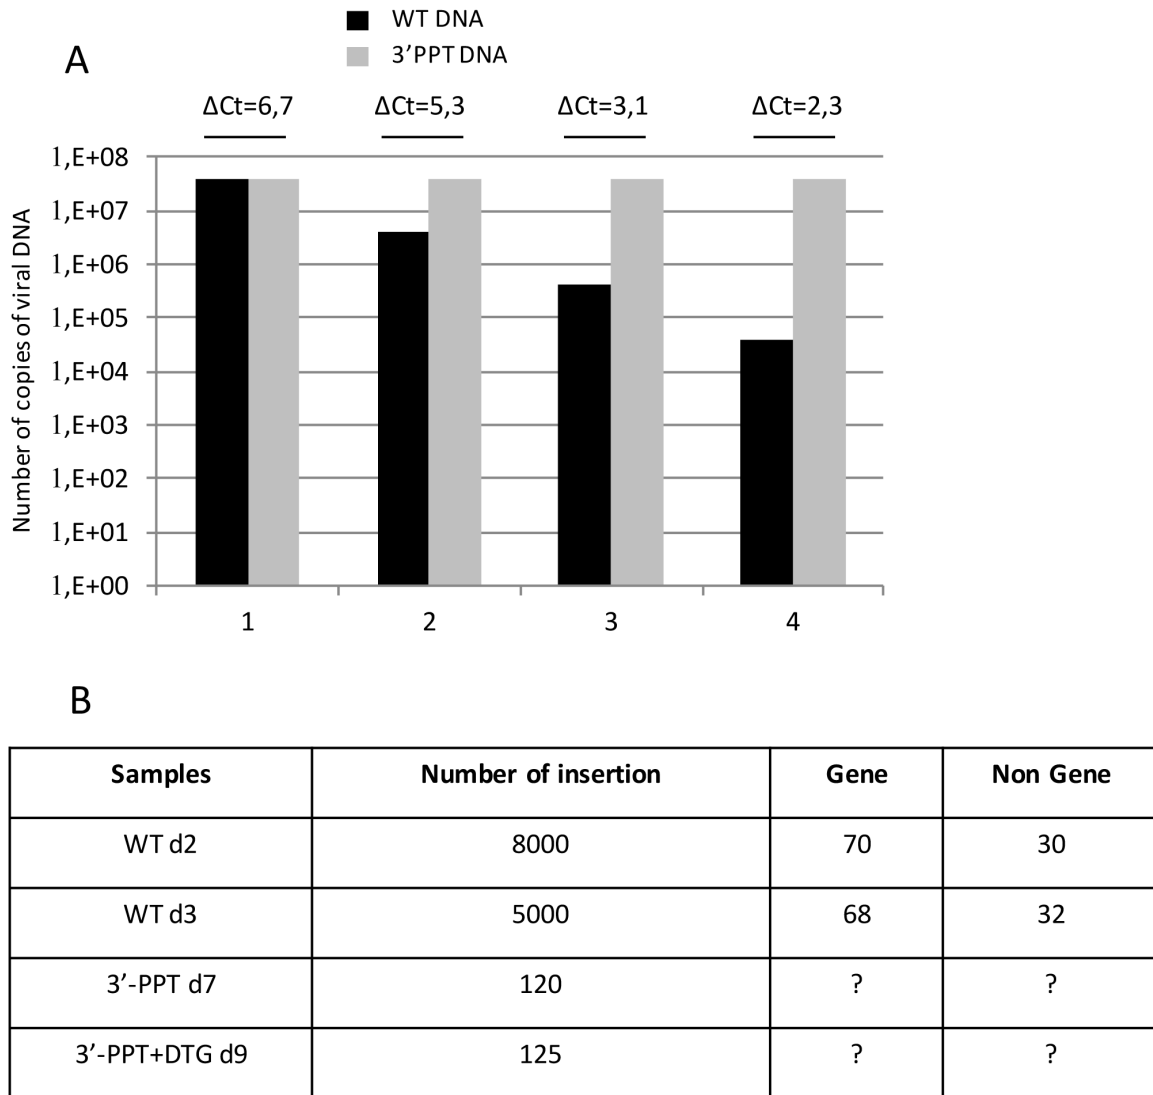 WT DNA
3’PPT DNA
A
ΔCt=6,7 ΔCt=5,3 ΔCt=3,1 ΔCt=2,3
Number of copies of viral DNA
1,E+08
1,E+07
1,E+06
1,E+05
1,E+04
1,E+03
1,E+02
1,E+01
1,E+00
1 2 3 4
B
Samples Number of insertion Gene Non Gene
WT d2 8000 70 30
WT d3 5000 68 32
3’-PPT d7 120 ? ?
3’-PPT+DTG d9 125 ? ?